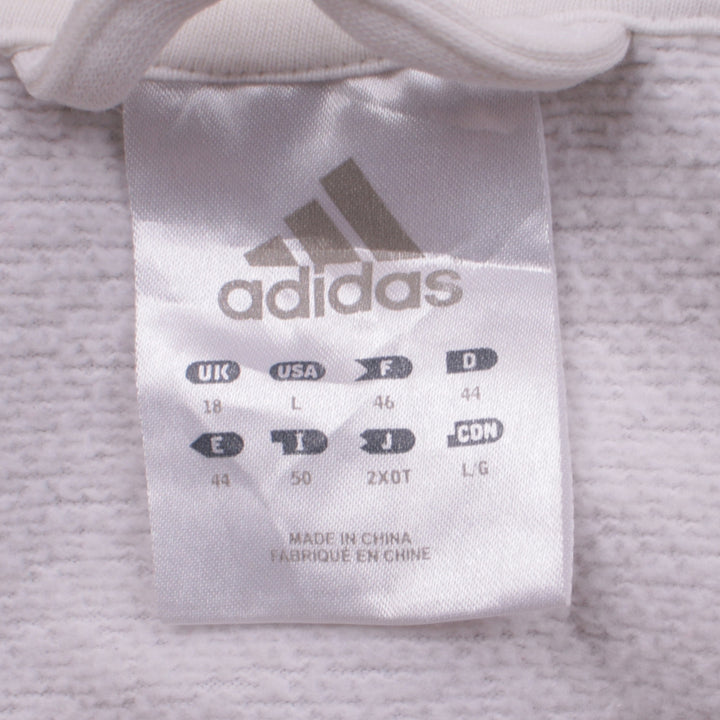 adidas
UK USA F D
18 L 46 44
E I J CDN
44 50 2XOT L/G
MADE IN CHINA
FABRIQUÉ EN CHINE